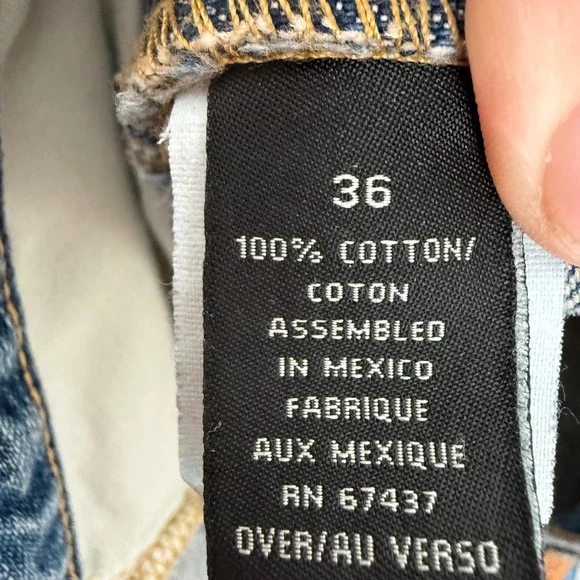 36
100% COTTON/
COTON
ASSEMBLED
IN MEXICO
FABRIQUE
AUX MEXIQUE
RN 67437
OVER/AU VERSO